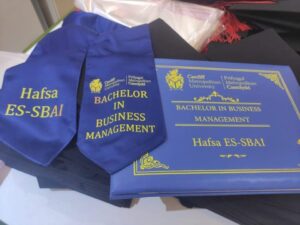 Hafsa
ES-SBAI
Cardiff
Metropolitan
University
Prifysgol
Metropolitan
Caerdydd
BACHELOR
IN
BUSINESS
MANAGEMENT
Cardiff
Metropolitan
University
Prifysgol
Metropolitan
Caerdydd
BACHELOR IN BUSINESS
MANAGEMENT
Hafsa ES-SBAI